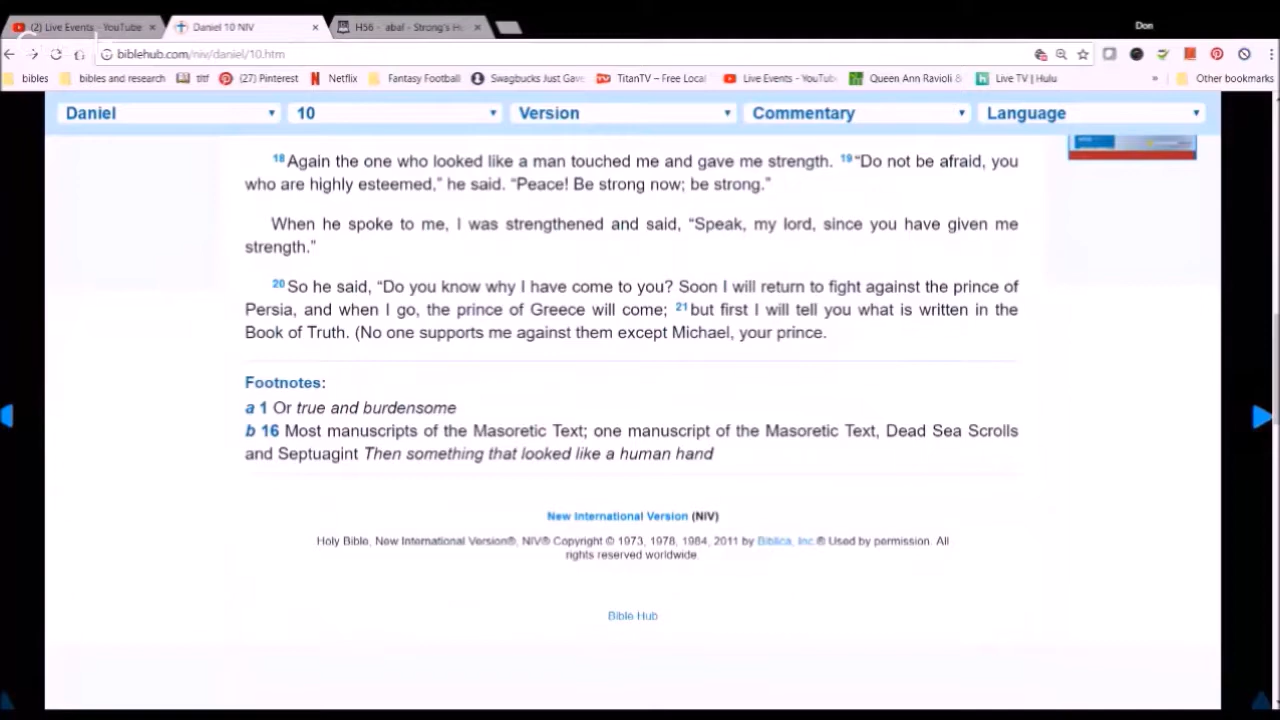 Don
(2) Live Events - YouTube
Daniel 10 NIV
H56 - abal - Strong's He
biblehub.com/niv/daniel/10.htm
bibles bibles and research titf (27) Pinterest Netflix Fantasy Football Swagbucks Just Gave TitanTV – Free Local Live Events - YouTub Queen Ann Ravioli & Live TV | Hulu » Other bookmarks
Daniel 10 Version Commentary Language
18 Again the one who looked like a man touched me and gave me strength. 19 “Do not be afraid, you
who are highly esteemed,” he said. “Peace! Be strong now; be strong.”
When he spoke to me, I was strengthened and said, “Speak, my lord, since you have given me
strength.”
20 So he said, “Do you know why I have come to you? Soon I will return to fight against the prince of
Persia, and when I go, the prince of Greece will come; 21 but first I will tell you what is written in the
Book of Truth. (No one supports me against them except Michael, your prince.
Footnotes:
a 1 Or true and burdensome
b 16 Most manuscripts of the Masoretic Text; one manuscript of the Masoretic Text, Dead Sea Scrolls
and Septuagint Then something that looked like a human hand
New International Version (NIV)
Holy Bible, New International Version®, NIV® Copyright © 1973, 1978, 1984, 2011 by Biblica, Inc.® Used by permission. All
rights reserved worldwide
Bible Hub